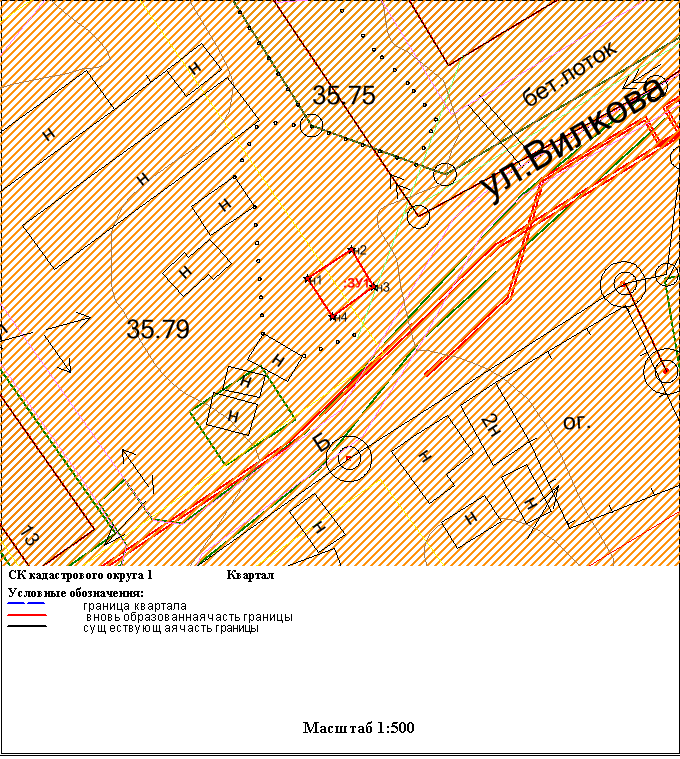 бет.лоток
ул.Вилкова
35.75
Н
Н
Н
Н
Н
н2
н1
:ЗУ1
н3
н4
35.79
Н
Н
Н
Б
2Н
ог.
Н
Н
Н
Н
13
СК кадастрового округа 1
Квартал
Условные обозначения:
граница квартала
вновь образованная часть границы
существующая часть границы
Масштаб 1:500